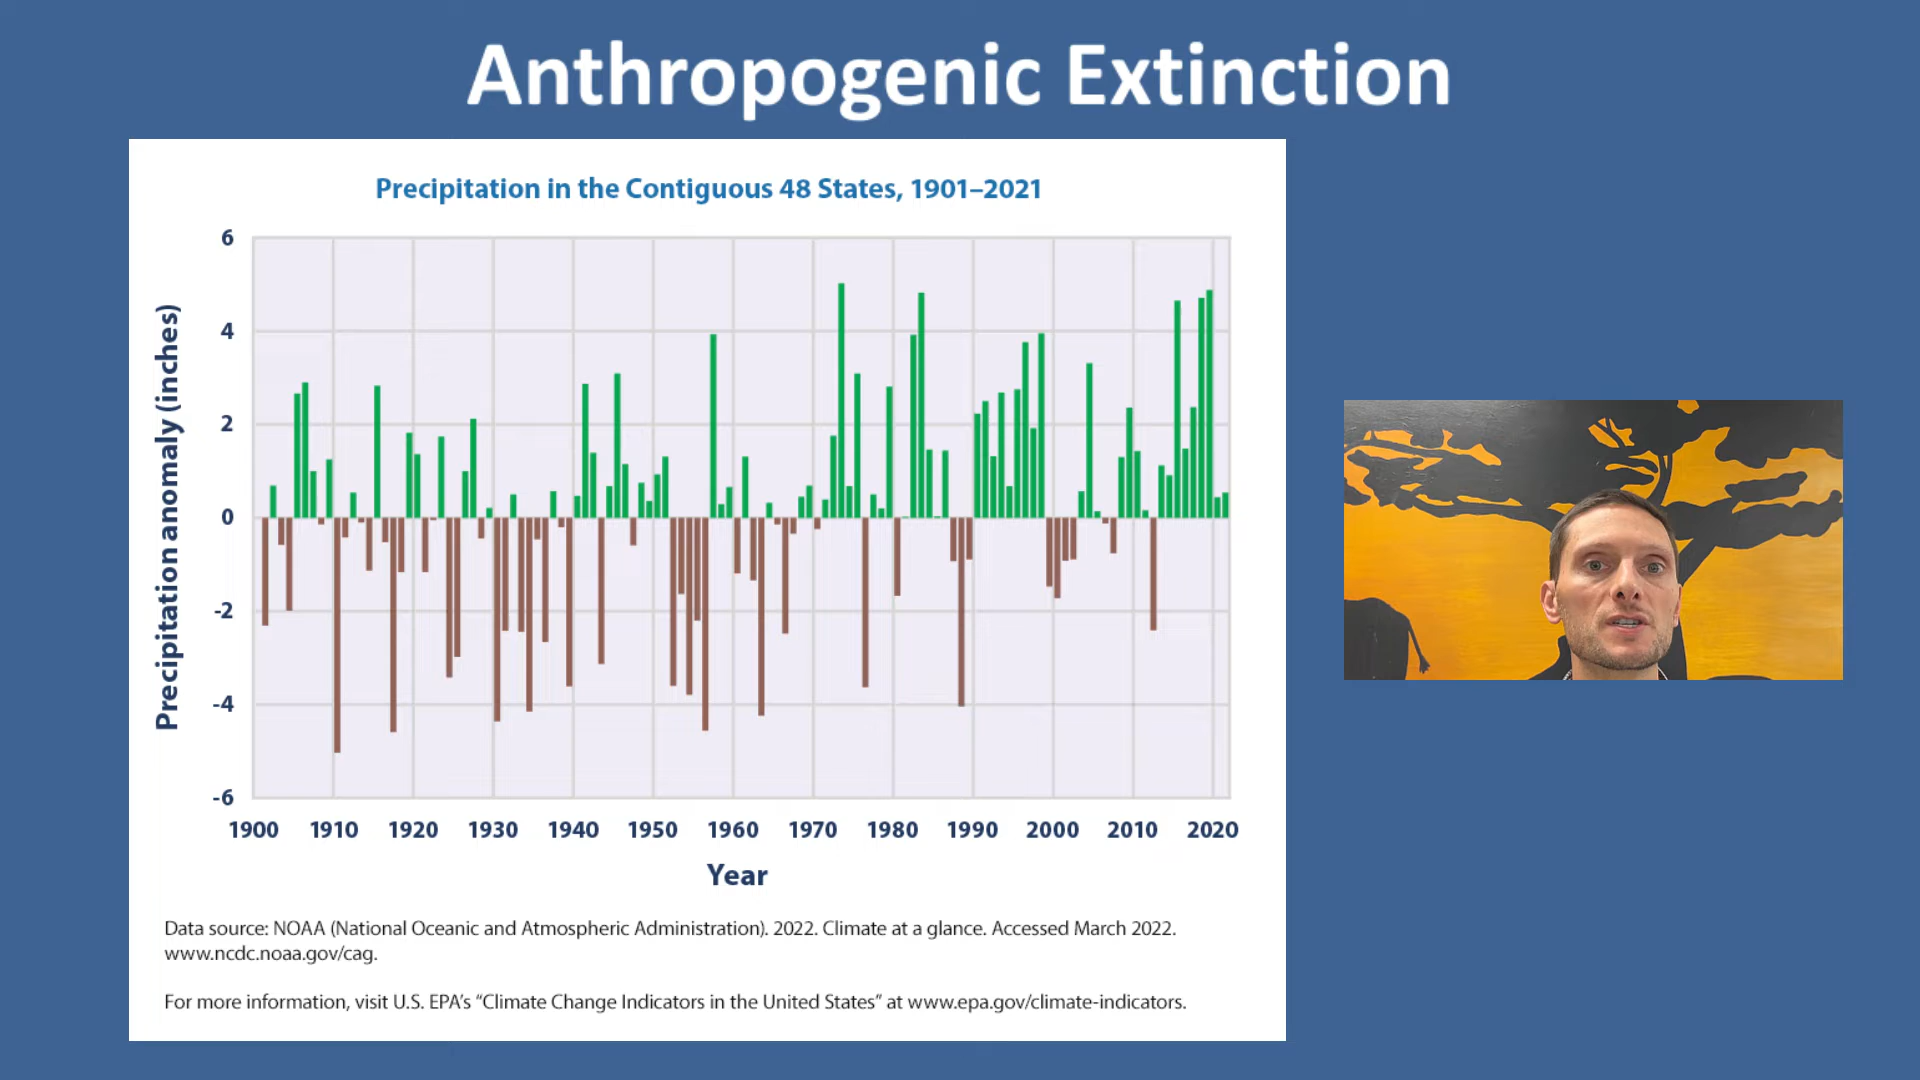 Anthropogenic Extinction
Precipitation in the Contiguous 48 States, 1901–2021
Precipitation anomaly (inches)
6
4
2
0
-2
-4
-6
1900 1910 1920 1930 1940 1950 1960 1970 1980 1990 2000 2010 2020
Year
Data source: NOAA (National Oceanic and Atmospheric Administration). 2022. Climate at a glance. Accessed March 2022.
www.ncdc.noaa.gov/cag.
For more information, visit U.S. EPA’s “Climate Change Indicators in the United States” at www.epa.gov/climate-indicators.